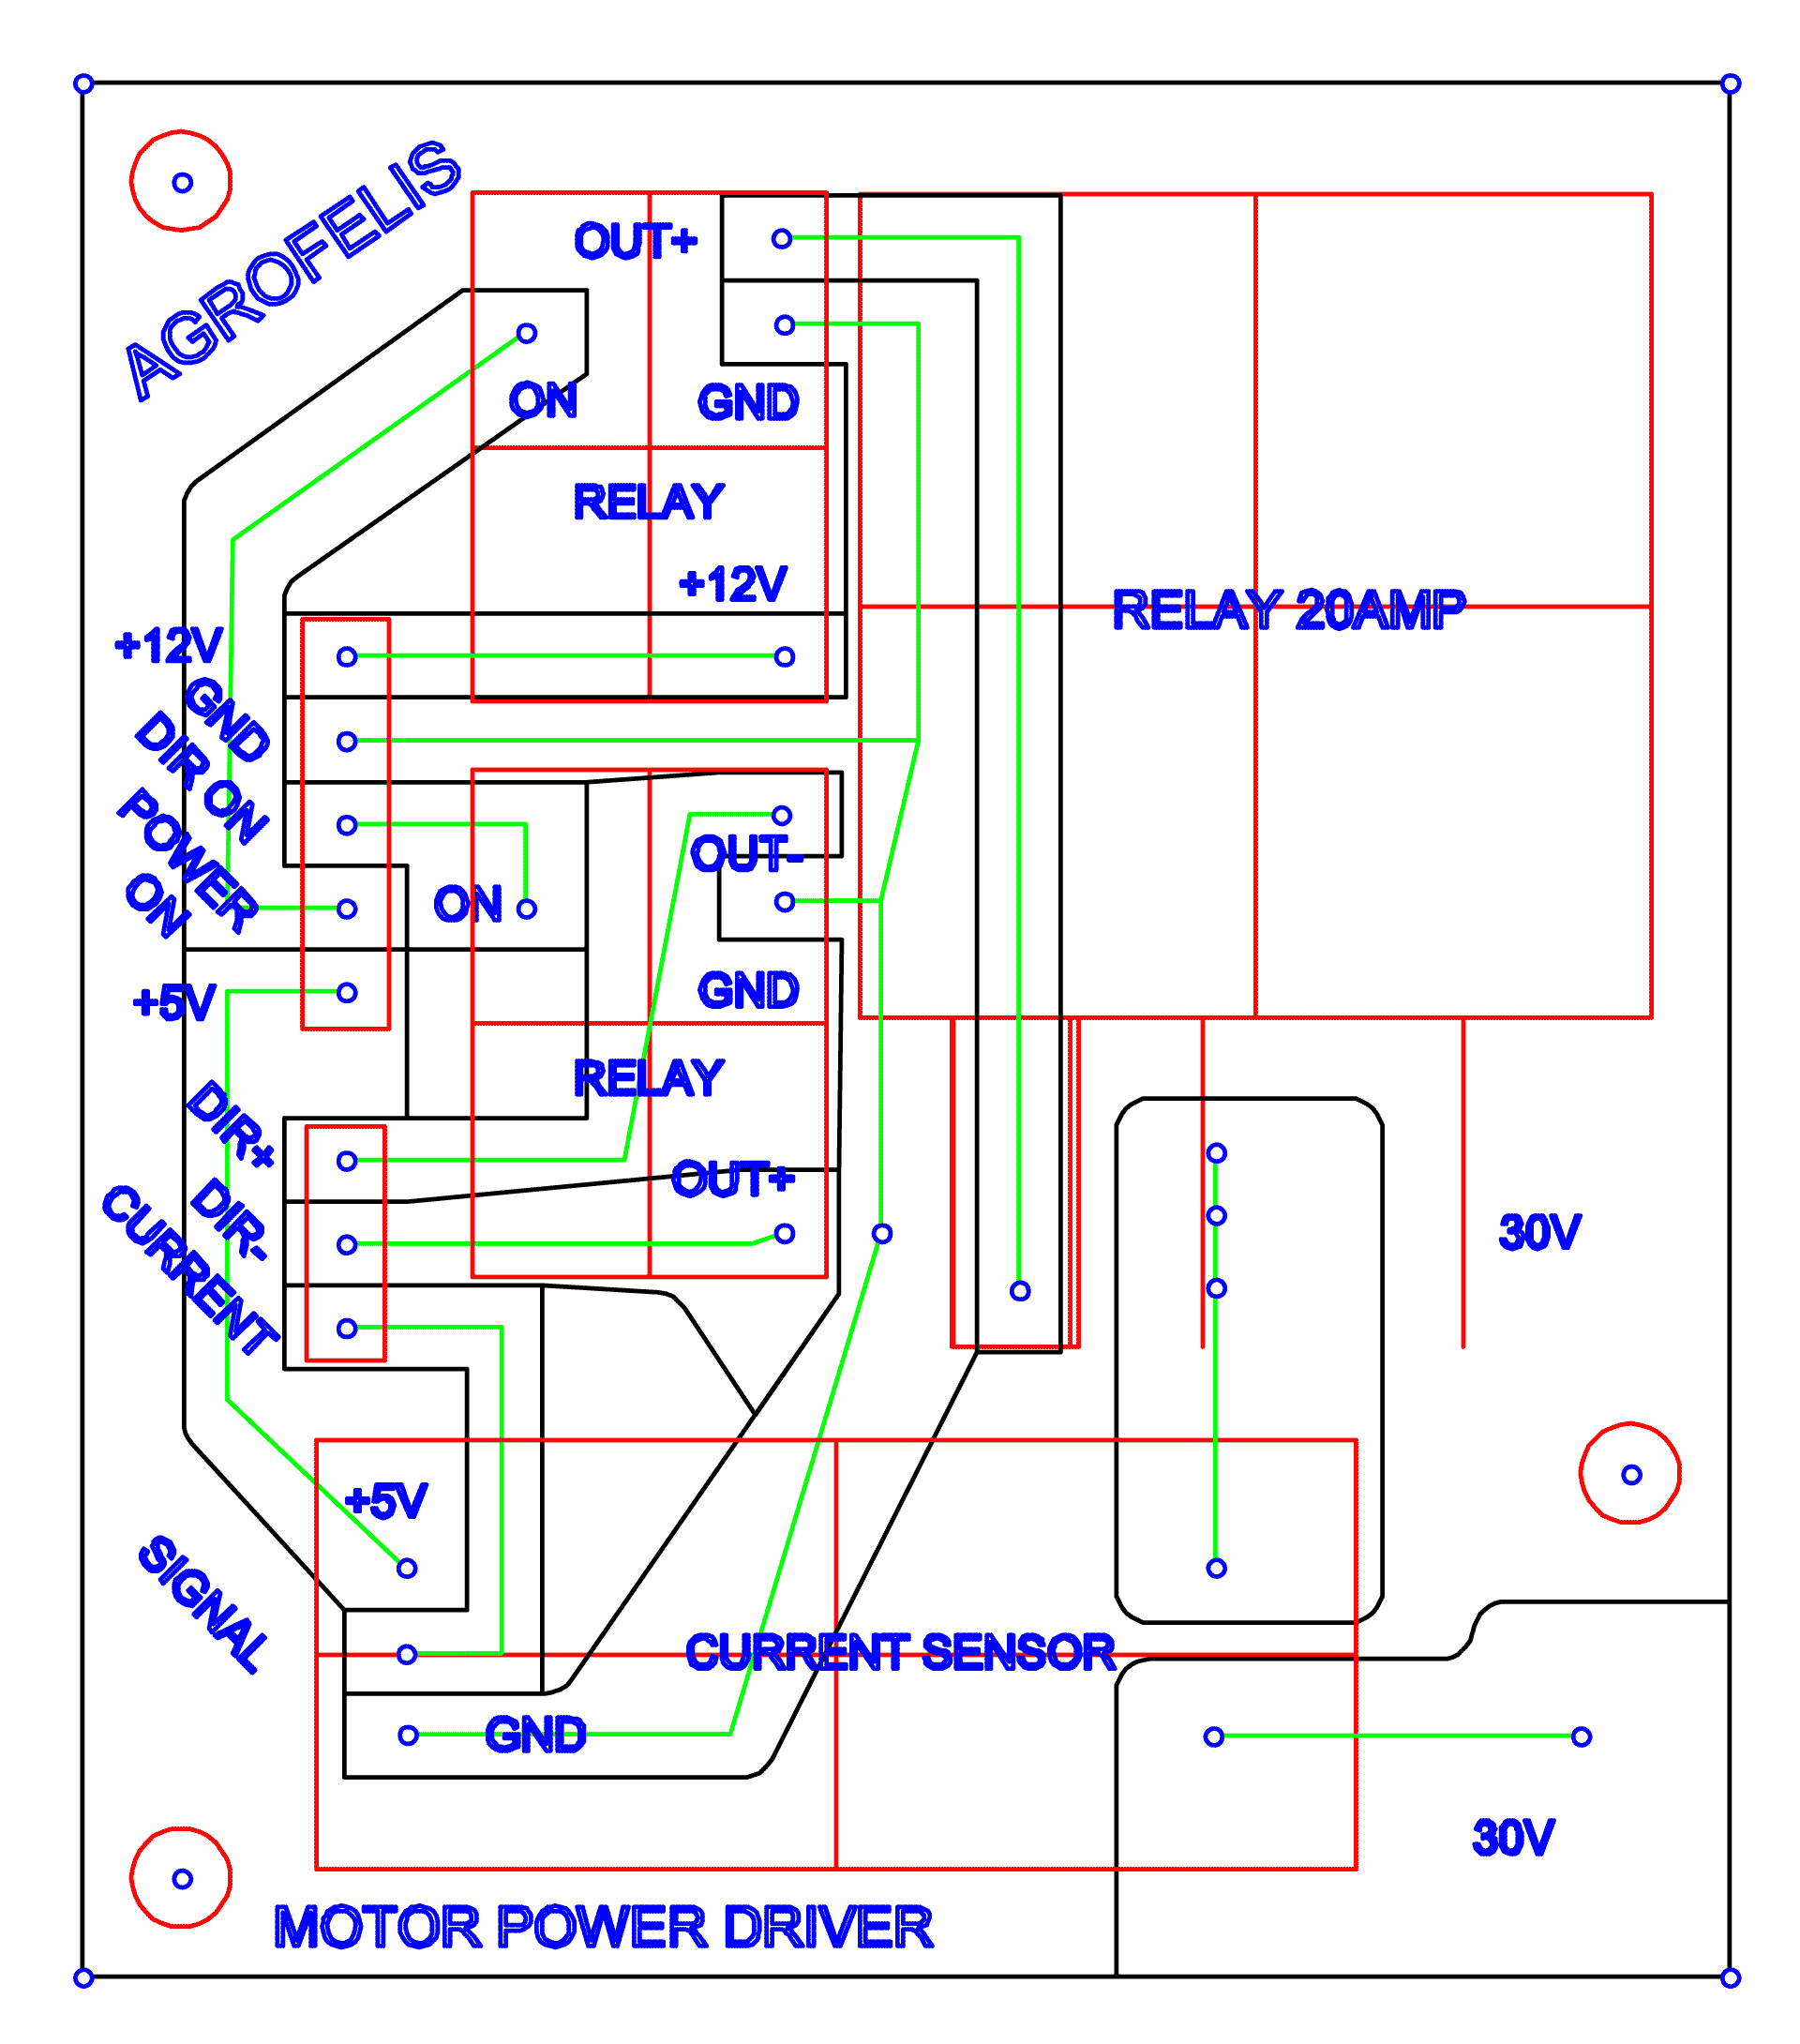 AGROFELIS
OUT+
ON
GND
RELAY
+12V
RELAY 20AMP
+12V
GND
DIR ON
POWER
ON
+5V
OUT-
ON
GND
RELAY
OUT+
DIR+
DIR-
CURRENT
30V
+5V
SIGNAL
CURRENT SENSOR
GND
30V
MOTOR POWER DRIVER